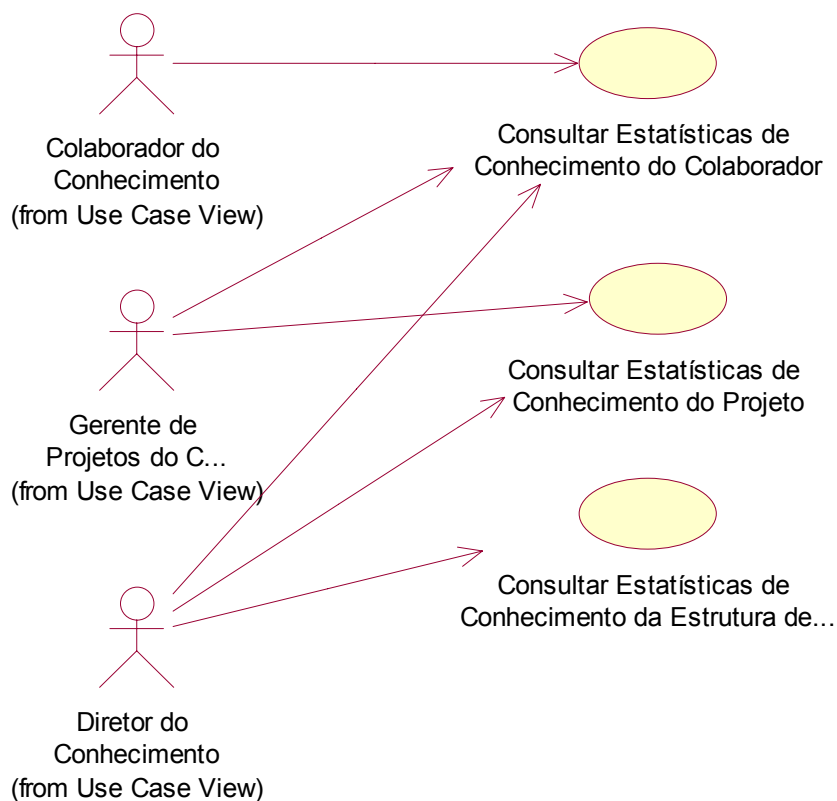 Colaborador do
Conhecimento
(from Use Case View)
Consultar Estatísticas de
Conhecimento do Colaborador
Gerente de
Projetos do C...
(from Use Case View)
Consultar Estatísticas de
Conhecimento do Projeto
Consultar Estatísticas de
Conhecimento da Estrutura de...
Diretor do
Conhecimento
(from Use Case View)